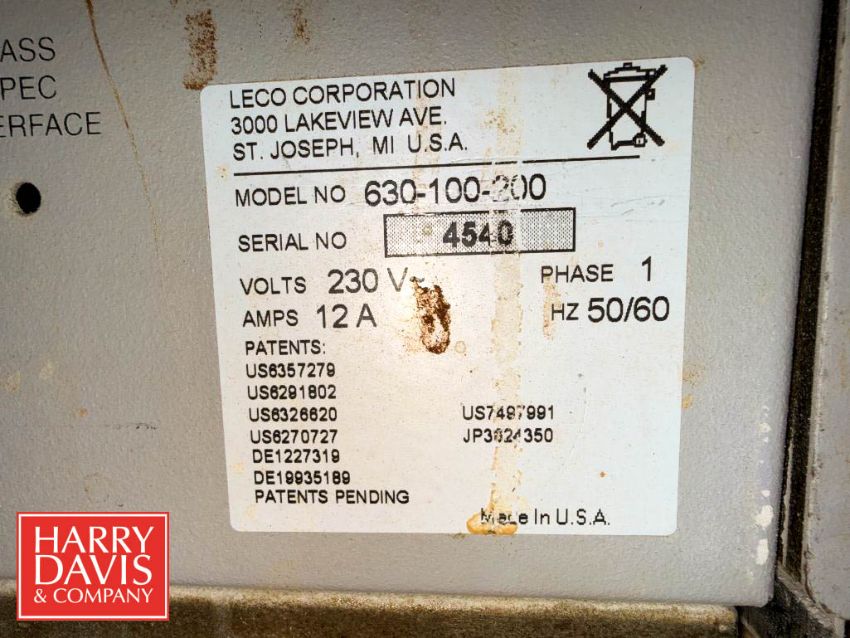 ASS
PEC
ERFACE
LECO CORPORATION
3000 LAKEVIEW AVE.
ST. JOSEPH, MI U.S.A.
MODEL NO 630-100-200
SERIAL NO 4540
VOLTS 230 V~ PHASE 1
AMPS 12 A HZ 50/60
PATENTS:
US6357279
US6291802
US6326620 US7497991
US6270727 JP3624350
DE1227319
DE19935189
PATENTS PENDING
Made In U.S.A.
HARRY
DAVIS
& COMPANY